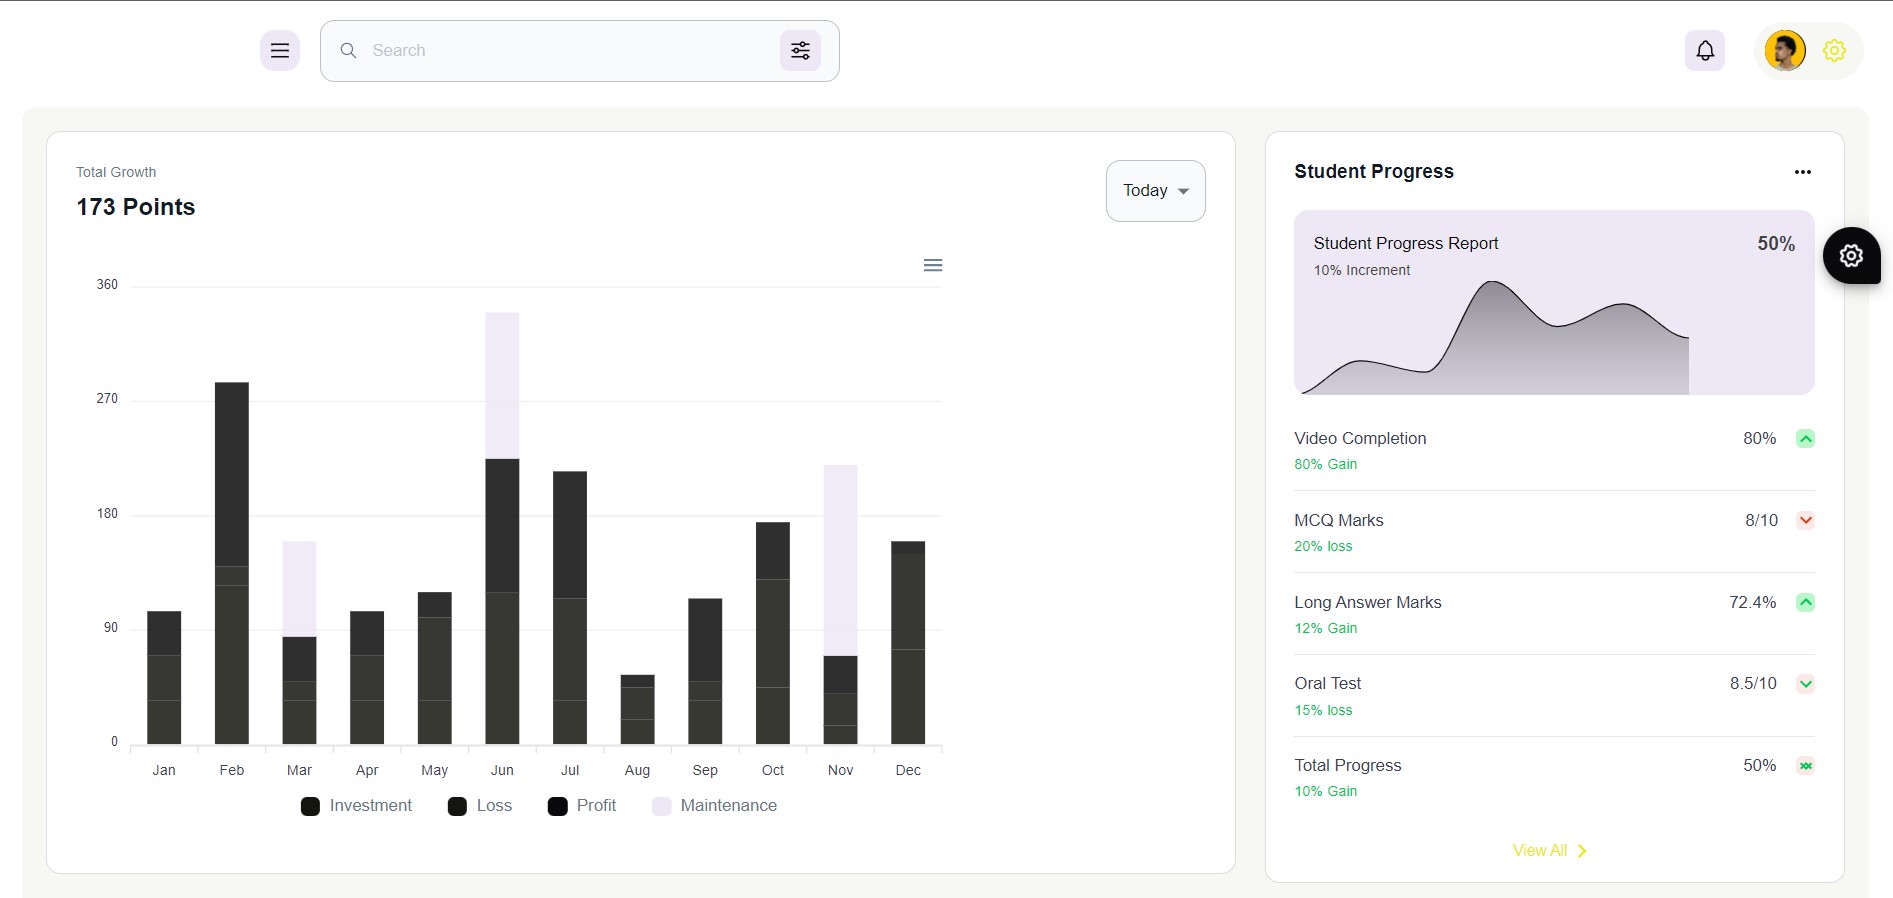 Search
Total Growth
173 Points
Today
360
270
180
90
0
Jan Feb Mar Apr May Jun Jul Aug Sep Oct Nov Dec
Investment Loss Profit Maintenance
Student Progress
Student Progress Report 50%
10% Increment
Video Completion 80%
80% Gain
MCQ Marks 8/10
20% loss
Long Answer Marks 72.4%
12% Gain
Oral Test 8.5/10
15% loss
Total Progress 50%
10% Gain
View All